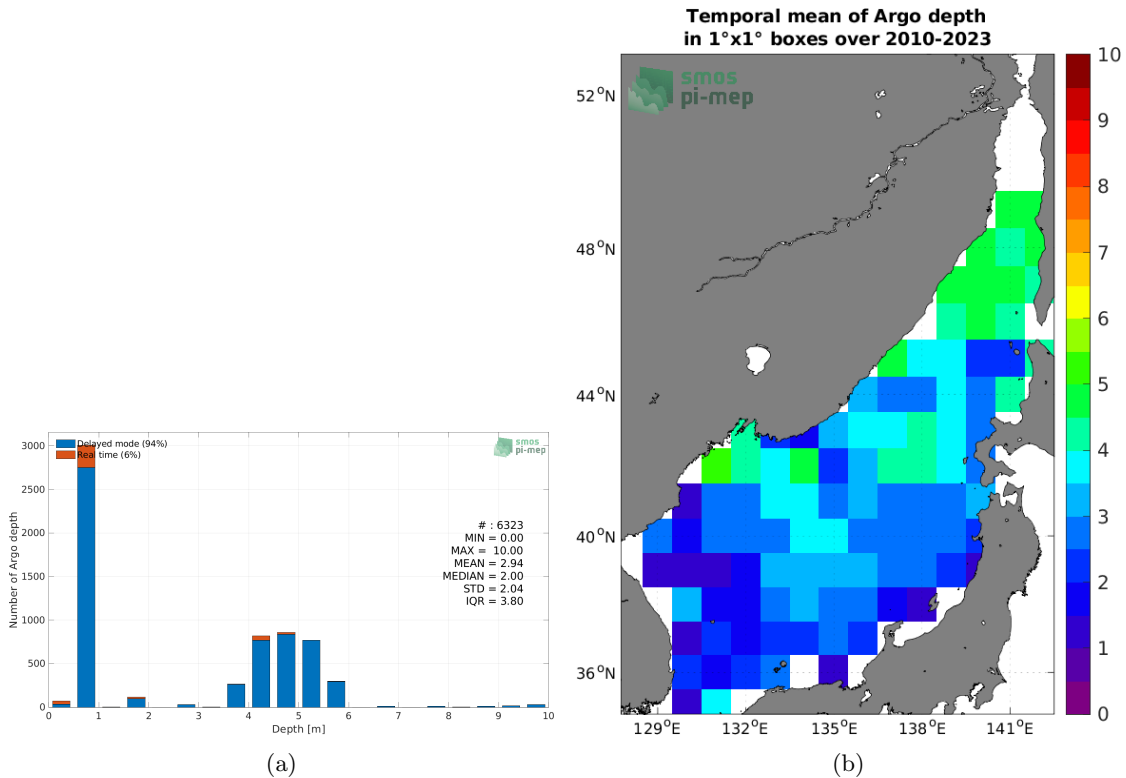 Temporal mean of Argo depth
in 1°x1° boxes over 2010-2023
smos
pi-mep
52°N
48°N
44°N
40°N
36°N
129°E
132°E
135°E
138°E
141°E
10
9
8
7
6
5
4
3
2
1
0
Delayed mode (94%)
Real time (6%)
smos
pi-mep
# : 6323
MIN = 0.00
MAX = 10.00
MEAN = 2.94
MEDIAN = 2.00
STD = 2.04
IQR = 3.80
Number of Argo depth
3000
2500
2000
1500
1000
500
0
0 1 2 3 4 5 6 7 8 9 10
Depth [m]
(a)
(b)